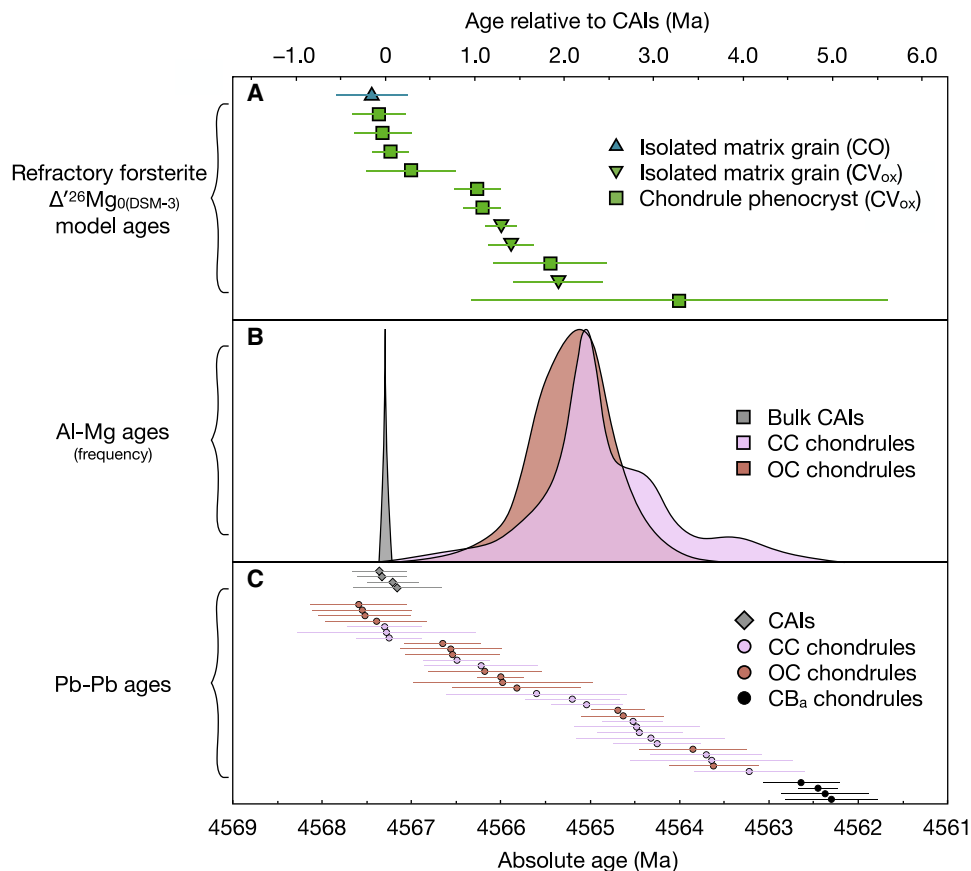 Age relative to CAIs (Ma)
−1.0 0 1.0 2.0 3.0 4.0 5.0 6.0
A
Refractory forsterite
Δ′²⁶Mg₀(DSM-3)
model ages
Isolated matrix grain (CO)
Isolated matrix grain (CVox)
Chondrule phenocryst (CVox)
B
Al-Mg ages
(frequency)
Bulk CAIs
CC chondrules
OC chondrules
C
Pb-Pb ages
CAIs
CC chondrules
OC chondrules
CBa chondrules
4569 4568 4567 4566 4565 4564 4563 4562 4561
Absolute age (Ma)